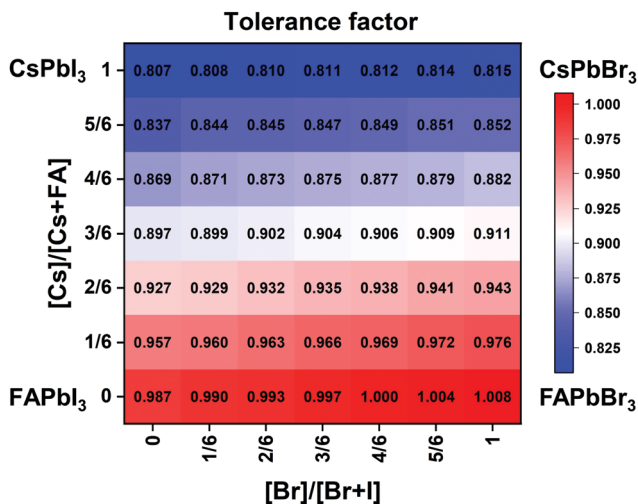 Tolerance factor
CsPbI3 1 0.807 0.808 0.810 0.811 0.812 0.814 0.815 CsPbBr3
5/6 0.837 0.844 0.845 0.847 0.849 0.851 0.852
4/6 0.869 0.871 0.873 0.875 0.877 0.879 0.882
3/6 0.897 0.899 0.902 0.904 0.906 0.909 0.911
2/6 0.927 0.929 0.932 0.935 0.938 0.941 0.943
1/6 0.957 0.960 0.963 0.966 0.969 0.972 0.976
FAPbI3 0 0.987 0.990 0.993 0.997 1.000 1.004 1.008 FAPbBr3
[Cs]/[Cs+FA]
0 1/6 2/6 3/6 4/6 5/6 1
[Br]/[Br+I]
1.000
0.975
0.950
0.925
0.900
0.875
0.850
0.825